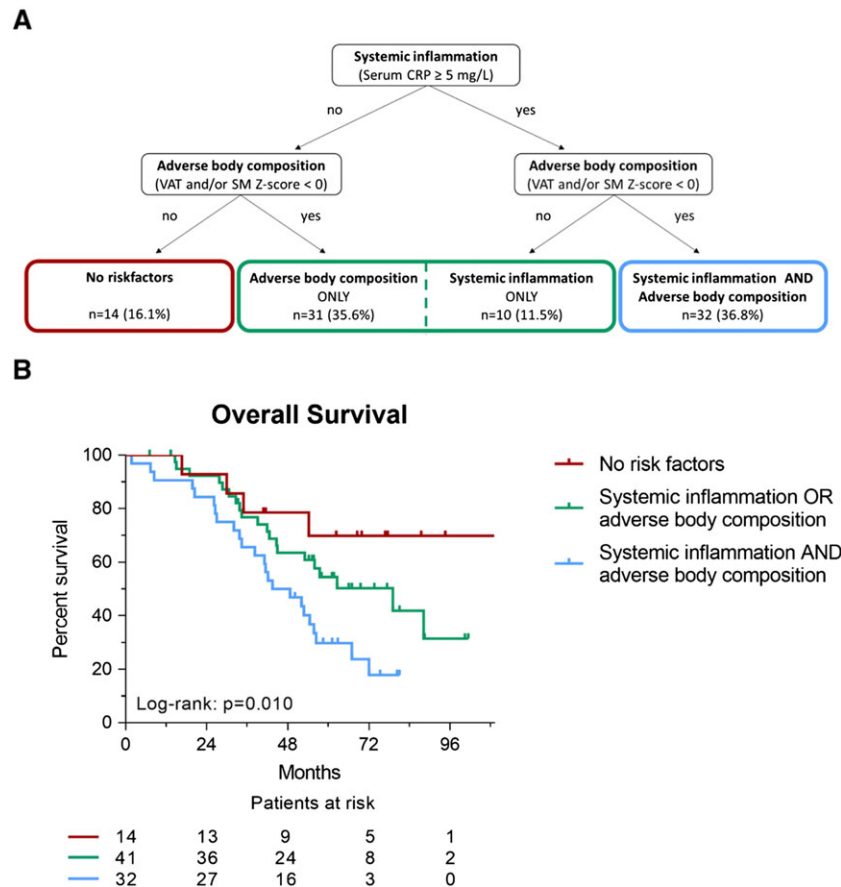 A
Systemic inflammation
(Serum CRP ≥ 5 mg/L)
no
yes
Adverse body composition
(VAT and/or SM Z-score < 0)
Adverse body composition
(VAT and/or SM Z-score < 0)
no
yes
no
yes
No riskfactors
n=14 (16.1%)
Adverse body composition
ONLY
n=31 (35.6%)
Systemic inflammation
ONLY
n=10 (11.5%)
Systemic inflammation AND
Adverse body composition
n=32 (36.8%)
B
Overall Survival
Percent survival
100
80
60
40
20
0
Log-rank: p=0.010
0 24 48 72 96
Months
No risk factors
Systemic inflammation OR
adverse body composition
Systemic inflammation AND
adverse body composition
Patients at risk
14 13 9 5 1
41 36 24 8 2
32 27 16 3 0